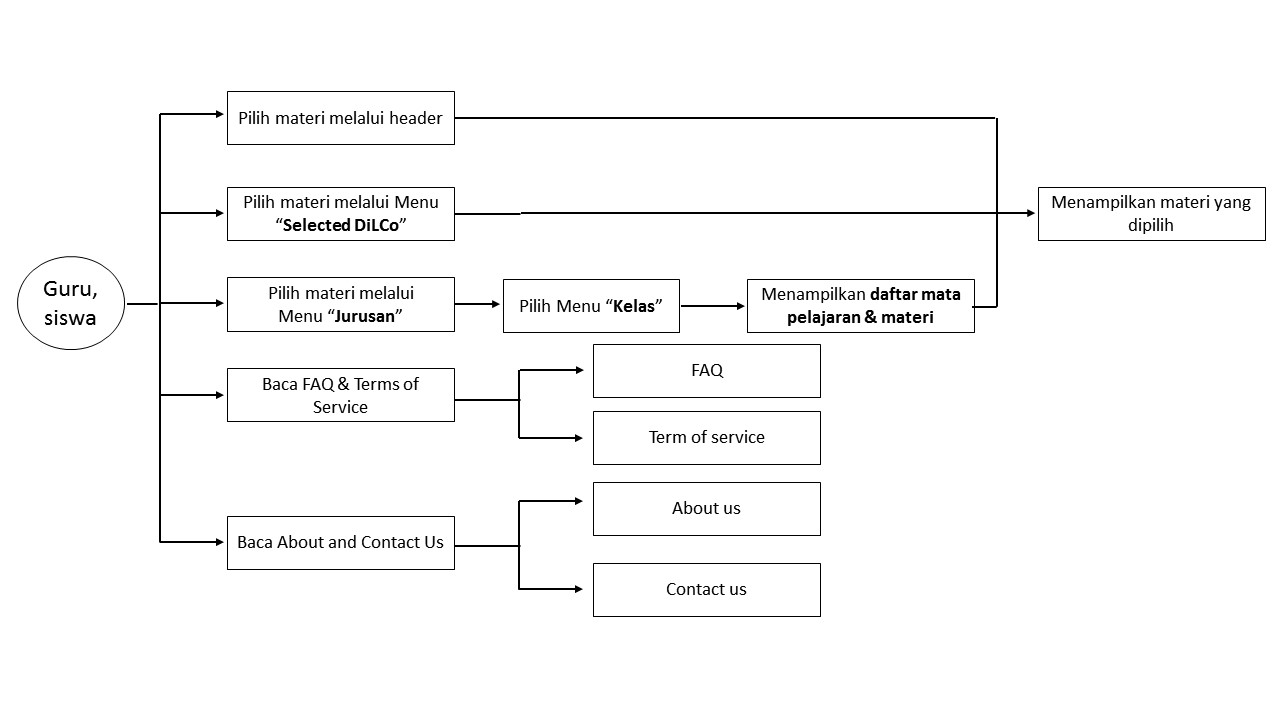 Guru,
siswa
Pilih materi melalui header
Pilih materi melalui Menu
“Selected DiLCo”
Menampilkan materi yang
dipilih
Pilih materi melalui
Menu “Jurusan”
Pilih Menu “Kelas”
Menampilkan daftar mata
pelajaran & materi
Baca FAQ & Terms of
Service
FAQ
Term of service
Baca About and Contact Us
About us
Contact us